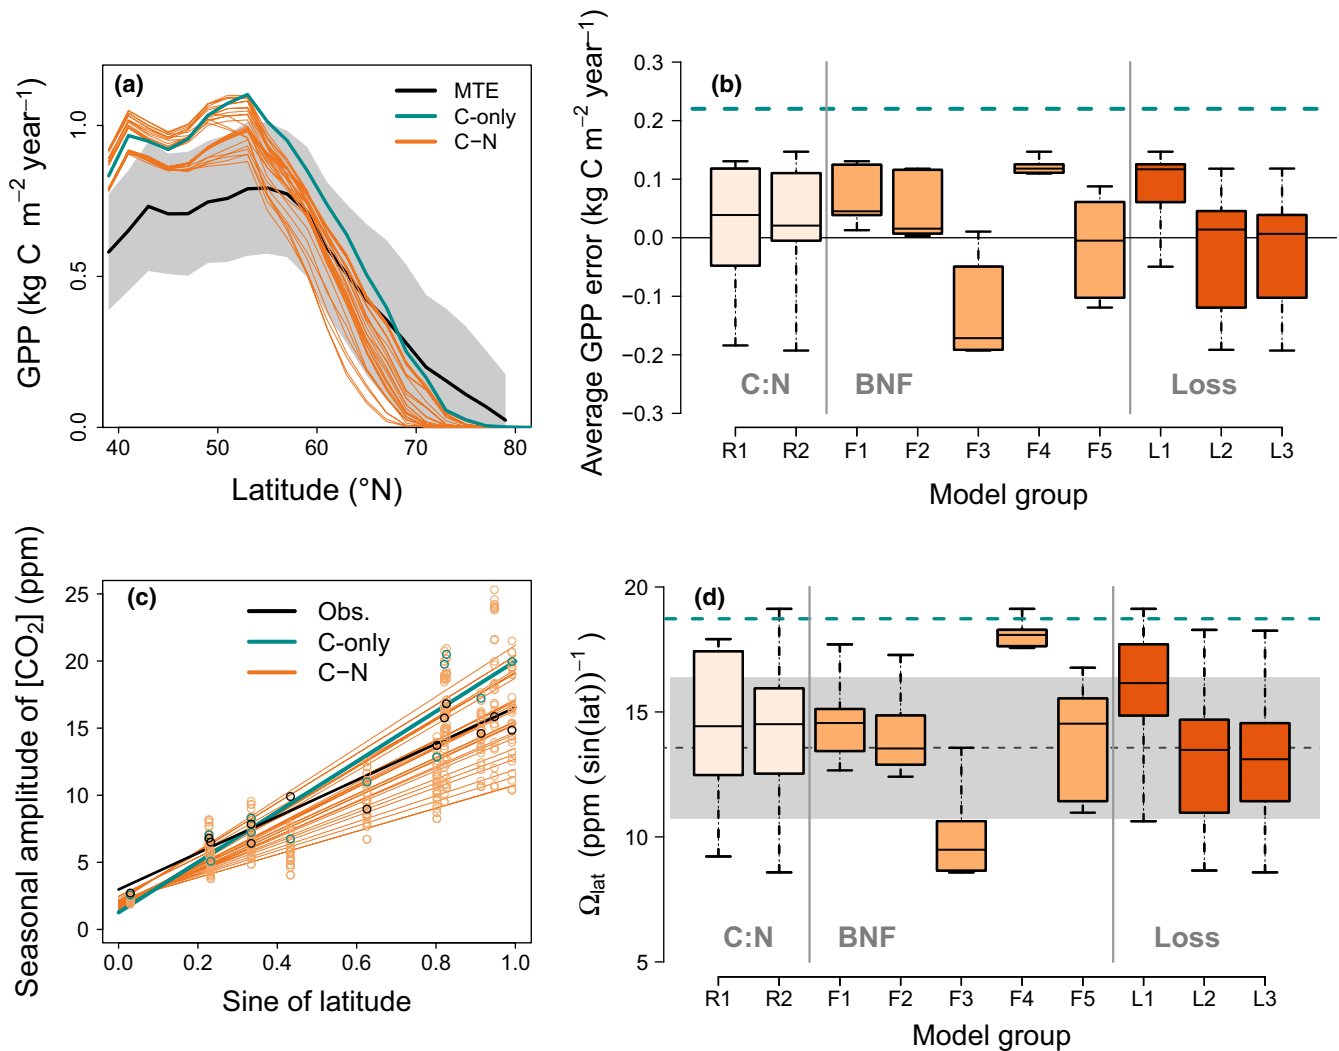 (a)
MTE
C-only
C−N
GPP (kg C m−2 year−1)
1.0
0.5
0.0
40 50 60 70 80
Latitude (°N)
(b)
Average GPP error (kg C m−2 year−1)
0.3
0.2
0.1
0.0
−0.1
−0.2
−0.3
C:N BNF Loss
R1 R2 F1 F2 F3 F4 F5 L1 L2 L3
Model group
(c)
Obs.
C-only
C−N
Seasonal amplitude of [CO2] (ppm)
25
20
15
10
5
0
0.0 0.2 0.4 0.6 0.8 1.0
Sine of latitude
(d)
Ωlat (ppm (sin(lat))−1)
20
15
10
5
C:N BNF Loss
R1 R2 F1 F2 F3 F4 F5 L1 L2 L3
Model group